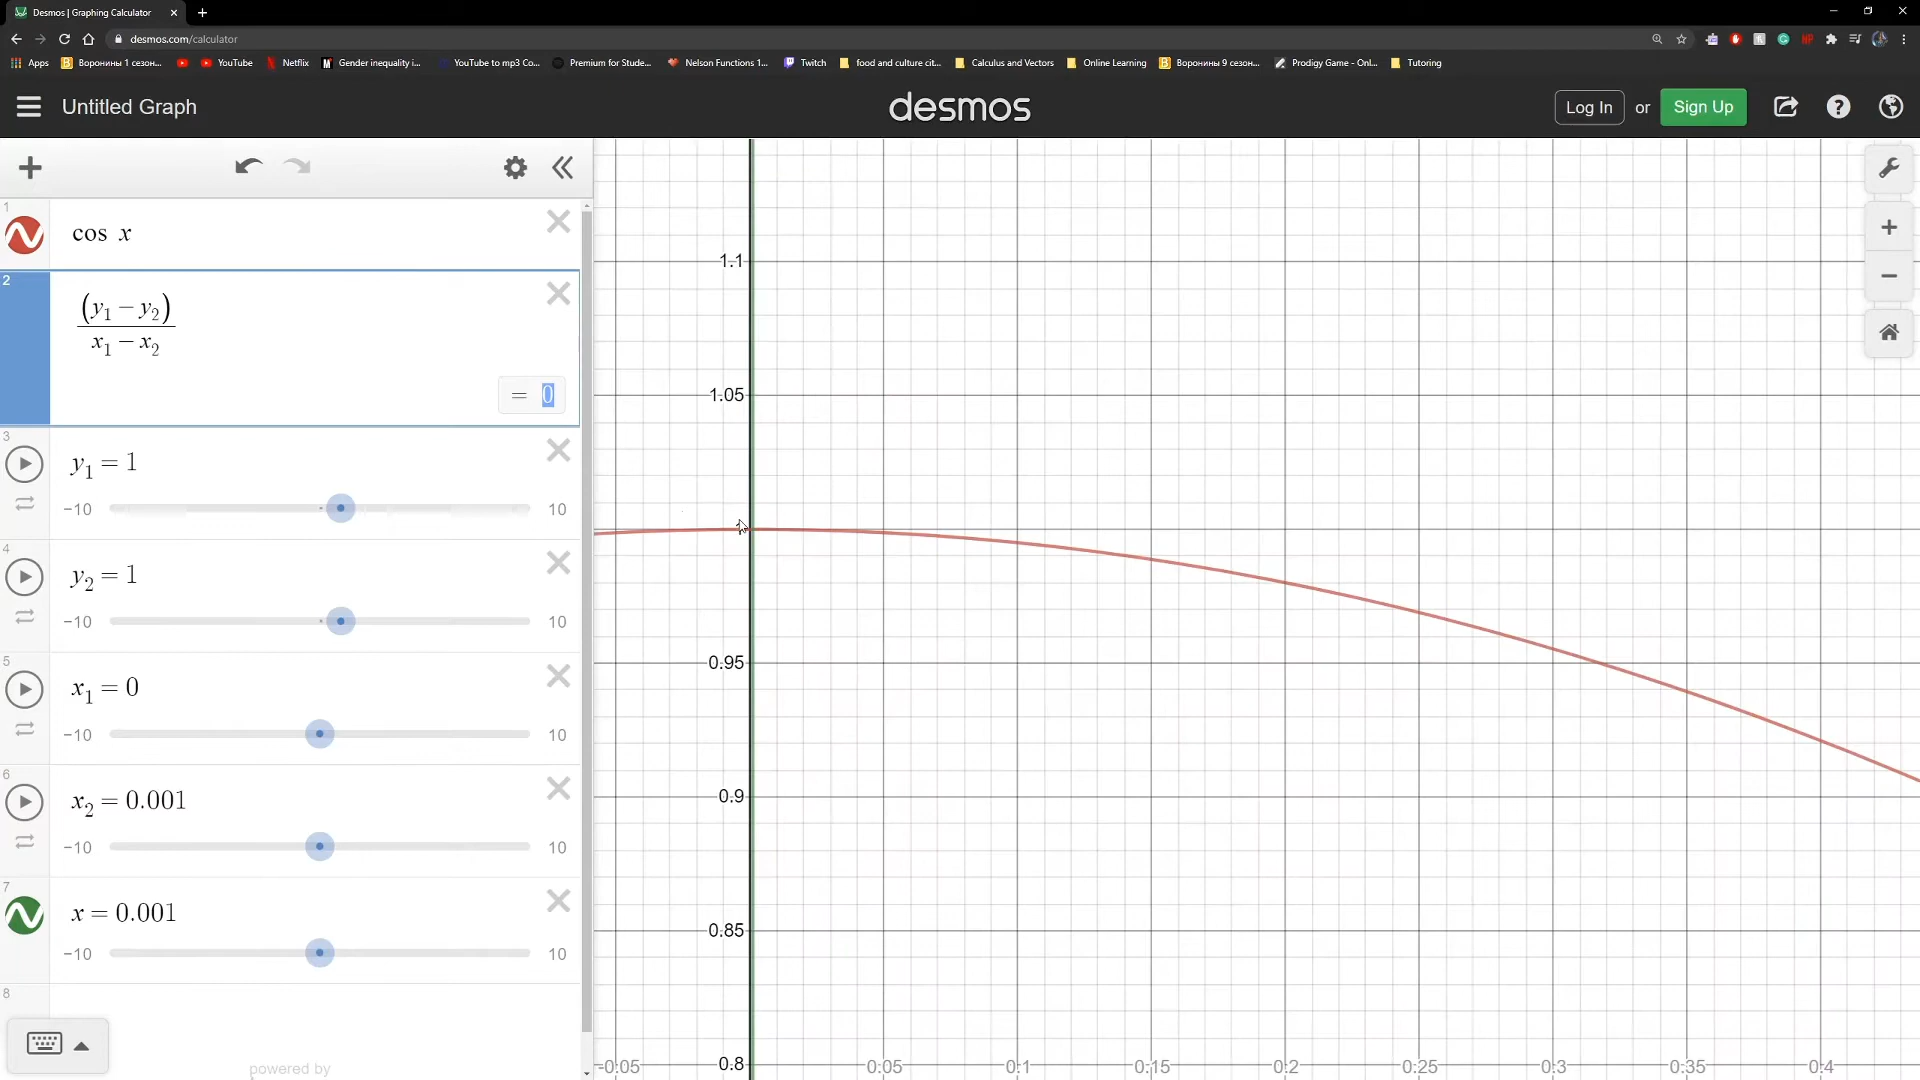 Desmos | Graphing Calculator
desmos.com/calculator
Apps Воронины 1 сезон... YouTube Netflix Gender inequality i... YouTube to mp3 Co... Premium for Stude... Nelson Functions 1... Twitch food and culture cit... Calculus and Vectors Online Learning Воронины 9 сезон... Prodigy Game - Onl... Tutoring
Untitled Graph desmos Log In or Sign Up
1
cos x
2
(y₁ − y₂)
x₁ − x₂
= 0
3
y₁ = 1
−10 10
4
y₂ = 1
−10 10
5
x₁ = 0
−10 10
6
x₂ = 0.001
−10 10
7
x = 0.001
−10 10
8
powered by
1.1
1.05
0.95
0.9
0.85
0.8
-0.05 0.05 0.1 0.15 0.2 0.25 0.3 0.35 0.4